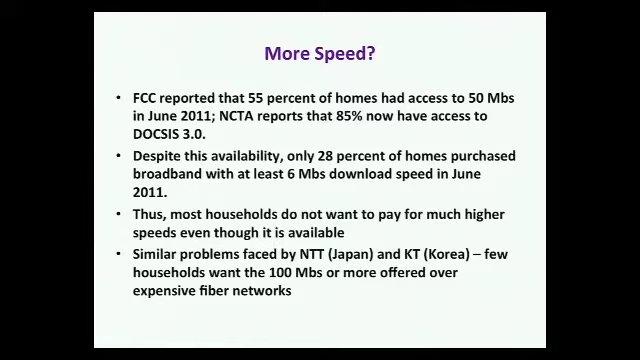 More Speed?
• FCC reported that 55 percent of homes had access to 50 Mbs
in June 2011; NCTA reports that 85% now have access to
DOCSIS 3.0.
• Despite this availability, only 28 percent of homes purchased
broadband with at least 6 Mbs download speed in June
2011.
• Thus, most households do not want to pay for much higher
speeds even though it is available
• Similar problems faced by NTT (Japan) and KT (Korea) – few
households want the 100 Mbs or more offered over
expensive fiber networks